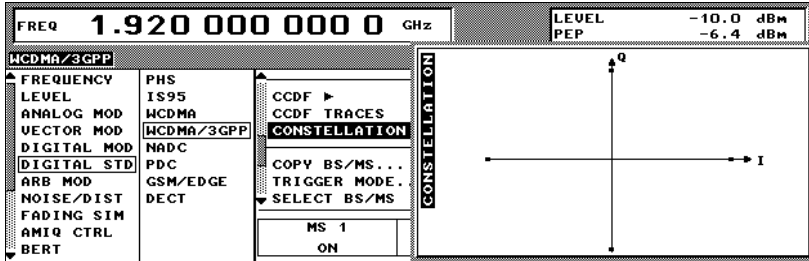 FREQ 1.920 000 000 0 GHz
LEVEL -10.0 dBm
PEP -6.4 dBm
WCDMA/3GPP
FREQUENCY
LEVEL
ANALOG MOD
VECTOR MOD
DIGITAL MOD
DIGITAL STD
ARB MOD
NOISE/DIST
FADING SIM
AMIQ CTRL
BERT
PHS
IS95
WCDMA
WCDMA/3GPP
NADC
PDC
GSM/EDGE
DECT
CCDF
CCDF TRACES
CONSTELLATION
COPY BS/MS...
TRIGGER MODE..
SELECT BS/MS
MS 1
ON
CONSTELLATION
Q
I